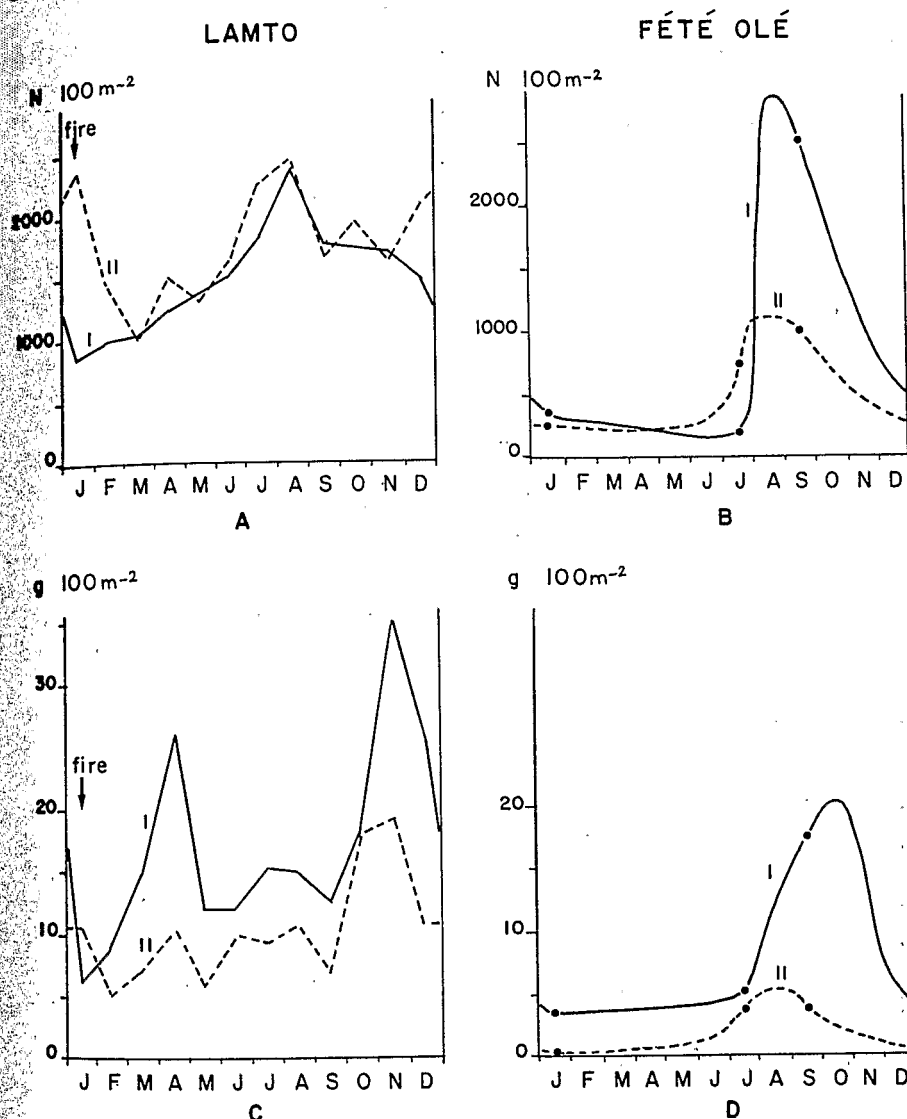 LAMTO
FÉTÉ OLÉ
N 100m⁻²
fire
2000
1000
0
I
II
J F M A M J J A S O N D
A
N 100m⁻²
2000
1000
0
I
II
J F M A M J J A S O N D
B
g 100m⁻²
fire
30
20
10
0
I
II
J F M A M J J A S O N D
C
g 100m⁻²
20
10
0
I
II
J F M A M J J A S O N D
D